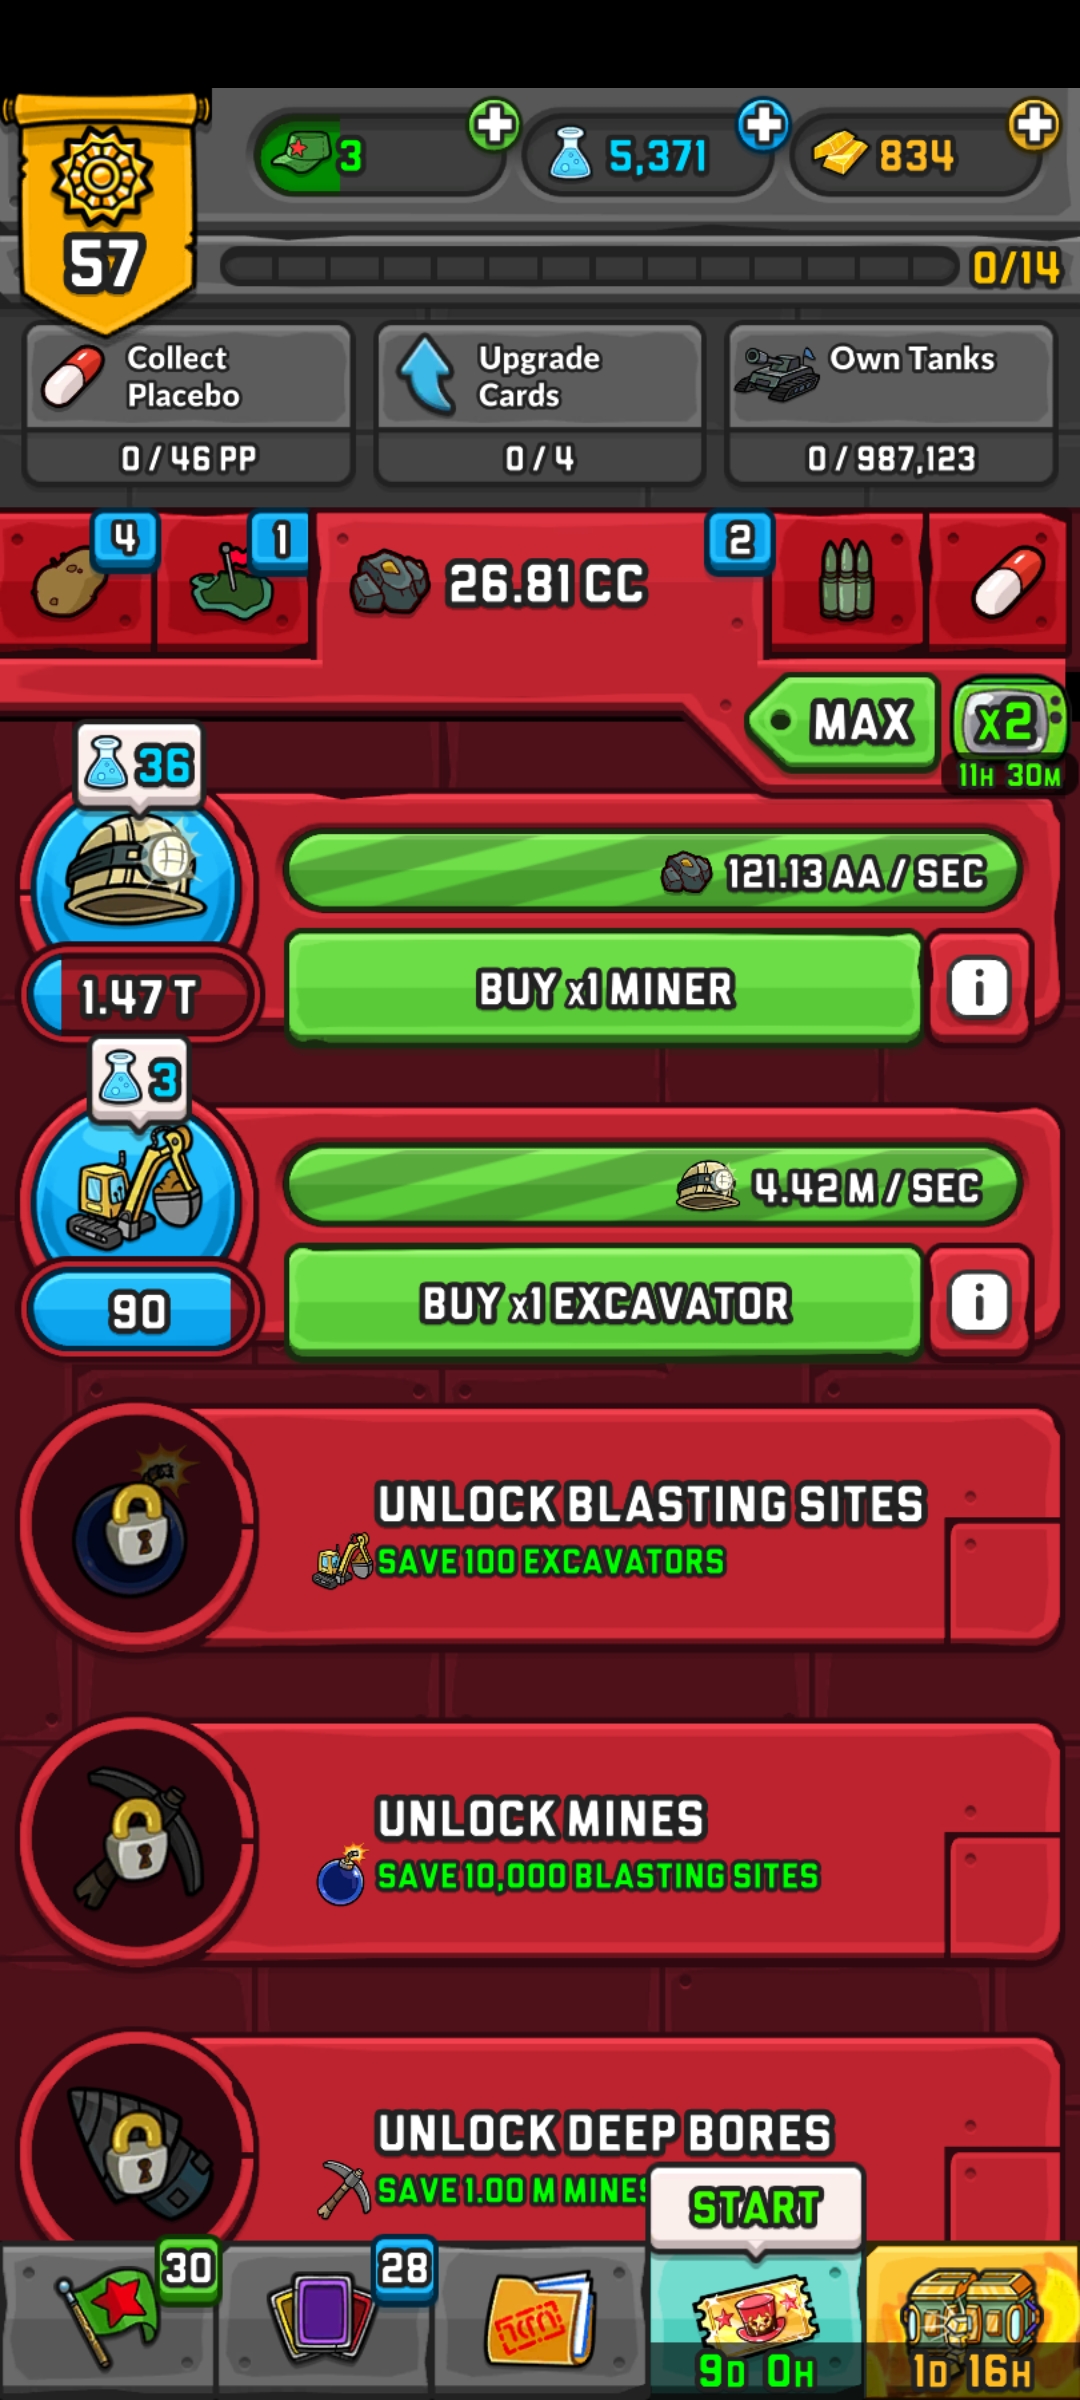 3
5,371
834
57
0/14
Collect
Placebo
0 / 46 PP
Upgrade
Cards
0 / 4
Own Tanks
0 / 987,123
4
1
26.81 CC
2
MAX
X2
11H 30M
36
121.13 AA / SEC
BUY x1 MINER
i
1.47 T
3
4.42 M / SEC
BUY x1 EXCAVATOR
i
90
UNLOCK BLASTING SITES
SAVE 100 EXCAVATORS
UNLOCK MINES
SAVE 10,000 BLASTING SITES
UNLOCK DEEP BORES
SAVE 1.00 M MINES
START
30
28
9D 0H
1D 16H